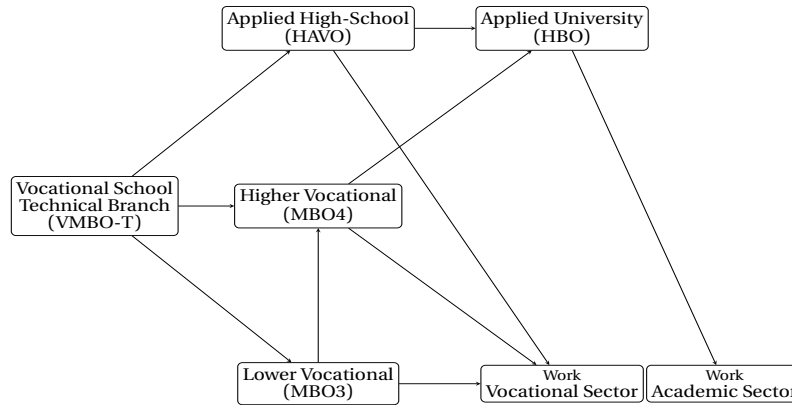 Applied High-School
(HAVO)
Applied University
(HBO)
Vocational School
Technical Branch
(VMBO-T)
Higher Vocational
(MBO4)
Lower Vocational
(MBO3)
Work
Vocational Sector
Work
Academic Sector